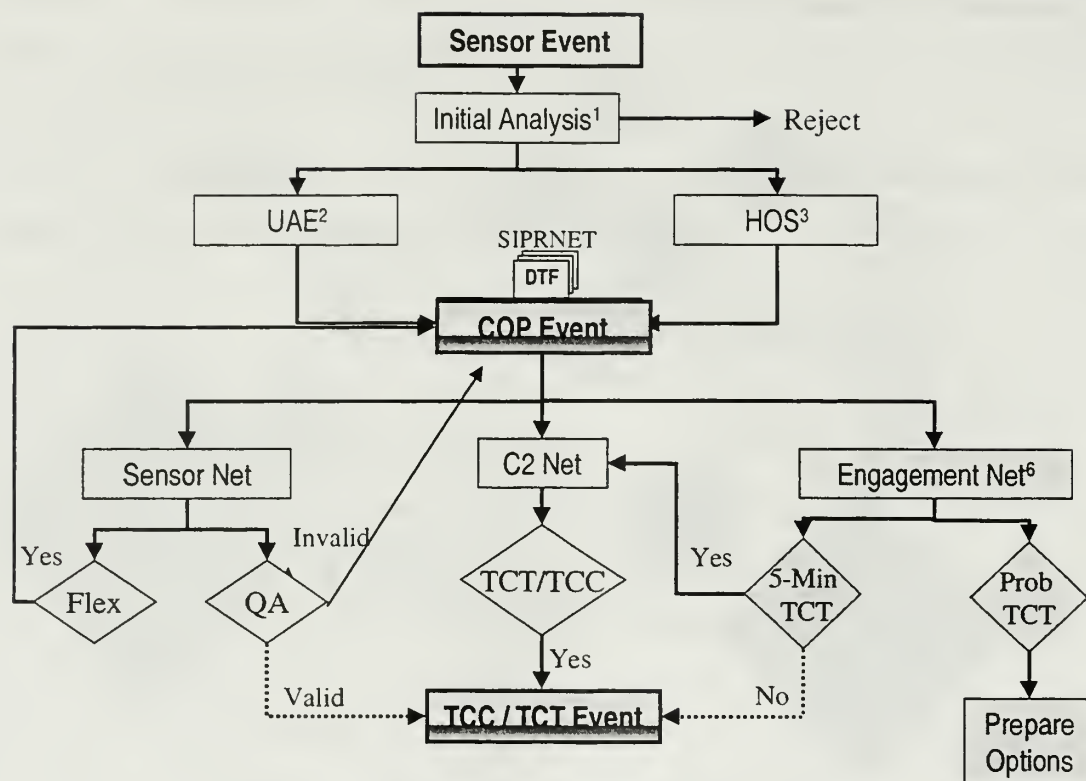 Sensor Event
Initial Analysis¹
Reject
UAE²
HOS³
SIPRNET
DTF
COP Event
Sensor Net
C2 Net
Engagement Net⁶
Yes
Flex
Invalid
QA
TCT/TCC
Yes
5-Min
TCT
Prob
TCT
Valid
Yes
No
TCC / TCT Event
Prepare
Options